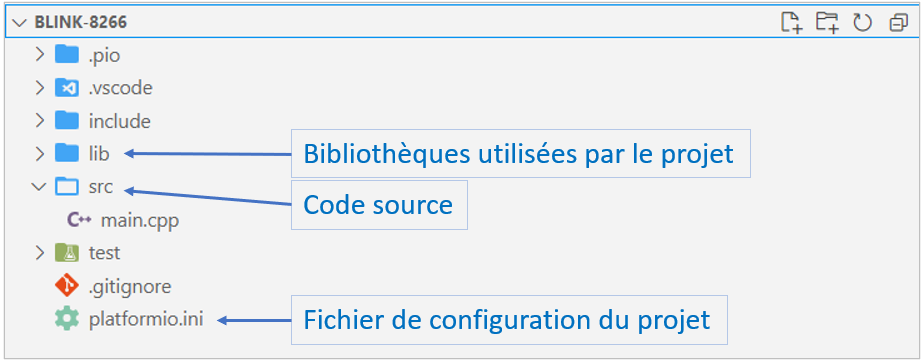 BLINK-8266
.pio
.vscode
include
lib
Bibliothèques utilisées par le projet
src
Code source
main.cpp
test
.gitignore
platformio.ini
Fichier de configuration du projet